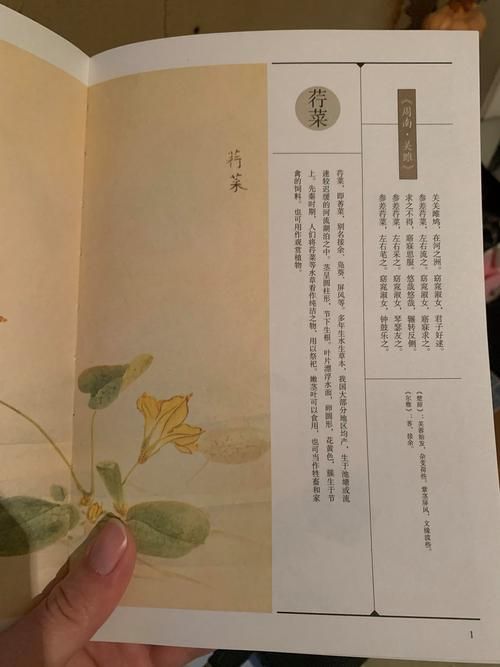 《周南·关雎》
关关雎鸠，在河之洲。窈窕淑女，君子好逑。
参差荇菜，左右流之。窈窕淑女，寤寐求之。
求之不得，寤寐思服。悠哉悠哉，辗转反侧。
参差荇菜，左右采之。窈窕淑女，琴瑟友之。
参差荇菜，左右芼之。窈窕淑女，钟鼓乐之。
《楚辞》：芙蓉始发，杂芰荷些。紫茎屏风，文缘波些。
《尔雅》：莕，接余。
荇菜
荇菜，即莕菜，别名接余、凫葵、屏风等。多年生水生草本，我国大部分地区均产，生于池塘或流
速较迟缓的河流湖泊之中。茎呈圆柱形，节下生根。叶片漂浮水面，卵圆形，花黄色，簇生于节
上。先秦时期，人们将荇菜等水草看作纯洁之物，用以祭祀。嫩茎叶可以食用，也可当作牲畜和家
禽的饲料。也可用作观赏植物。
荇菜
1